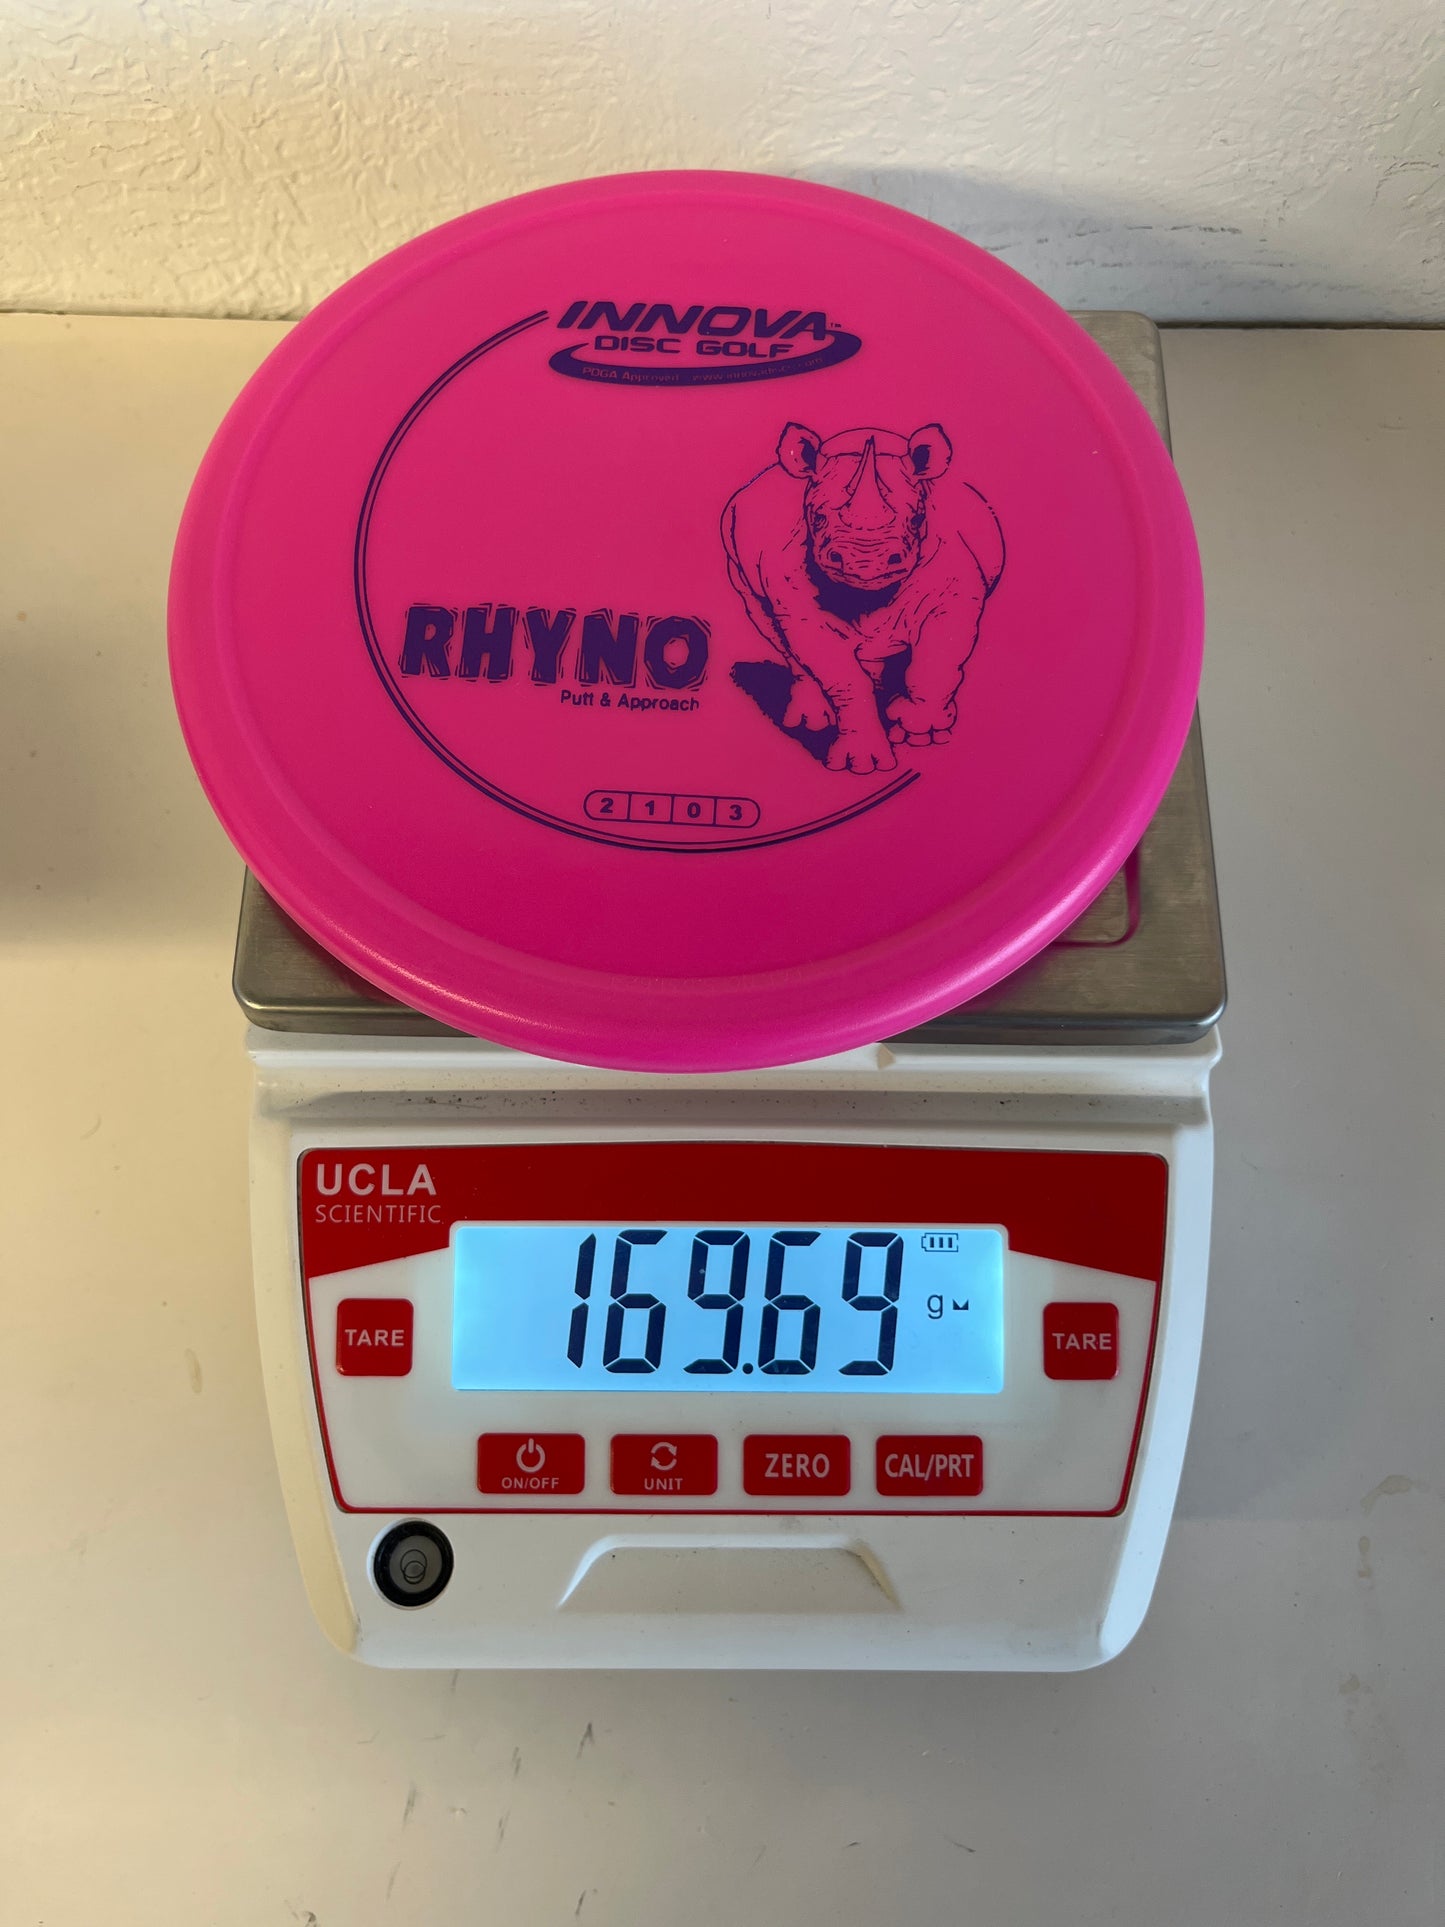 INNOVA™
DISC GOLF
PDGA Approved
RHYNO
Putt & Approach
2 1 0 3
UCLA
SCIENTIFIC
169.69 g
TARE
TARE
ON/OFF
UNIT
ZERO
CAL/PRT